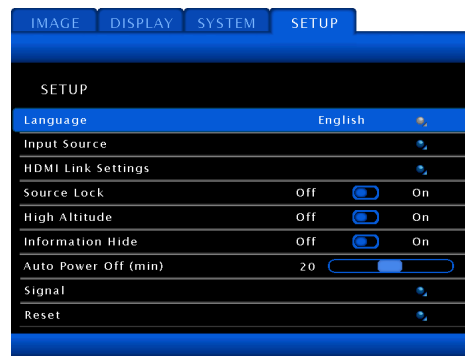 IMAGE DISPLAY SYSTEM SETUP
SETUP
Language English
Input Source
HDMI Link Settings
Source Lock Off On
High Altitude Off On
Information Hide Off On
Auto Power Off (min) 20
Signal
Reset